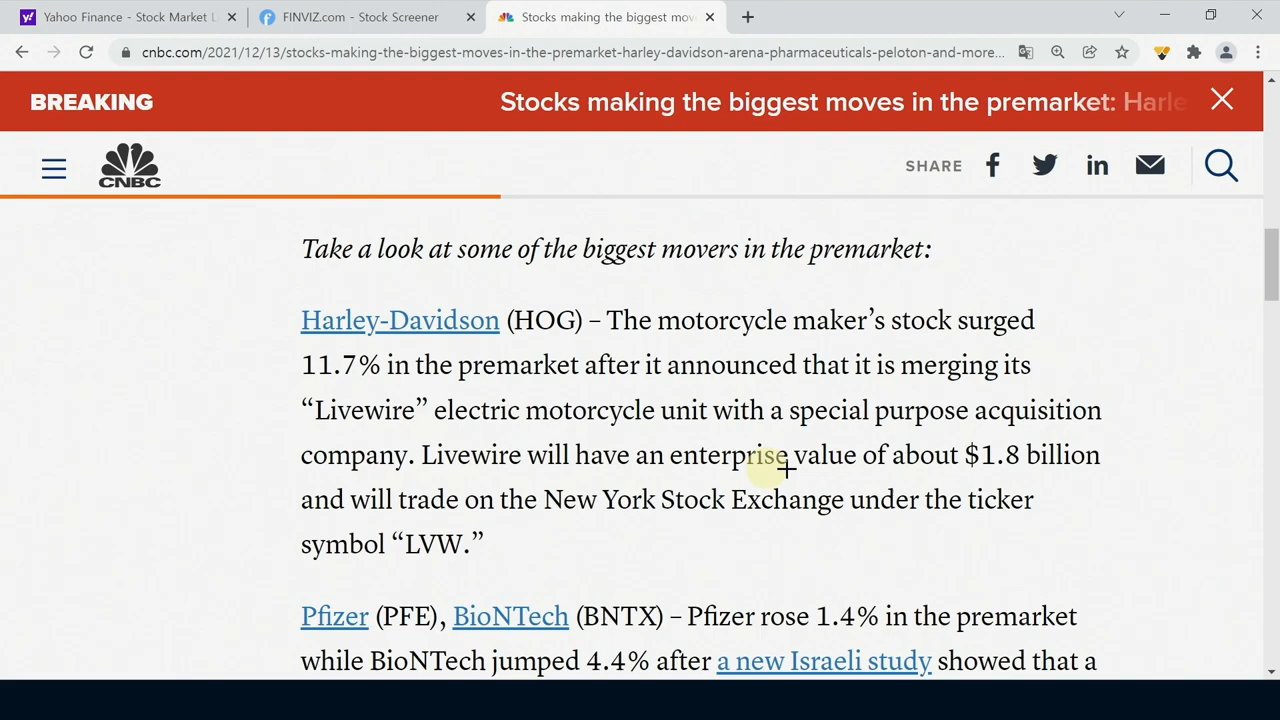 Yahoo Finance - Stock Market L
FINVIZ.com - Stock Screener
Stocks making the biggest mov
cnbc.com/2021/12/13/stocks-making-the-biggest-moves-in-the-premarket-harley-davidson-arena-pharmaceuticals-peloton-and-more...
BREAKING
Stocks making the biggest moves in the premarket: Harle
CNBC
SHARE
Take a look at some of the biggest movers in the premarket:
Harley-Davidson (HOG) – The motorcycle maker’s stock surged
11.7% in the premarket after it announced that it is merging its
“Livewire” electric motorcycle unit with a special purpose acquisition
company. Livewire will have an enterprise value of about $1.8 billion
and will trade on the New York Stock Exchange under the ticker
symbol “LVW.”
Pfizer (PFE), BioNTech (BNTX) – Pfizer rose 1.4% in the premarket
while BioNTech jumped 4.4% after a new Israeli study showed that a